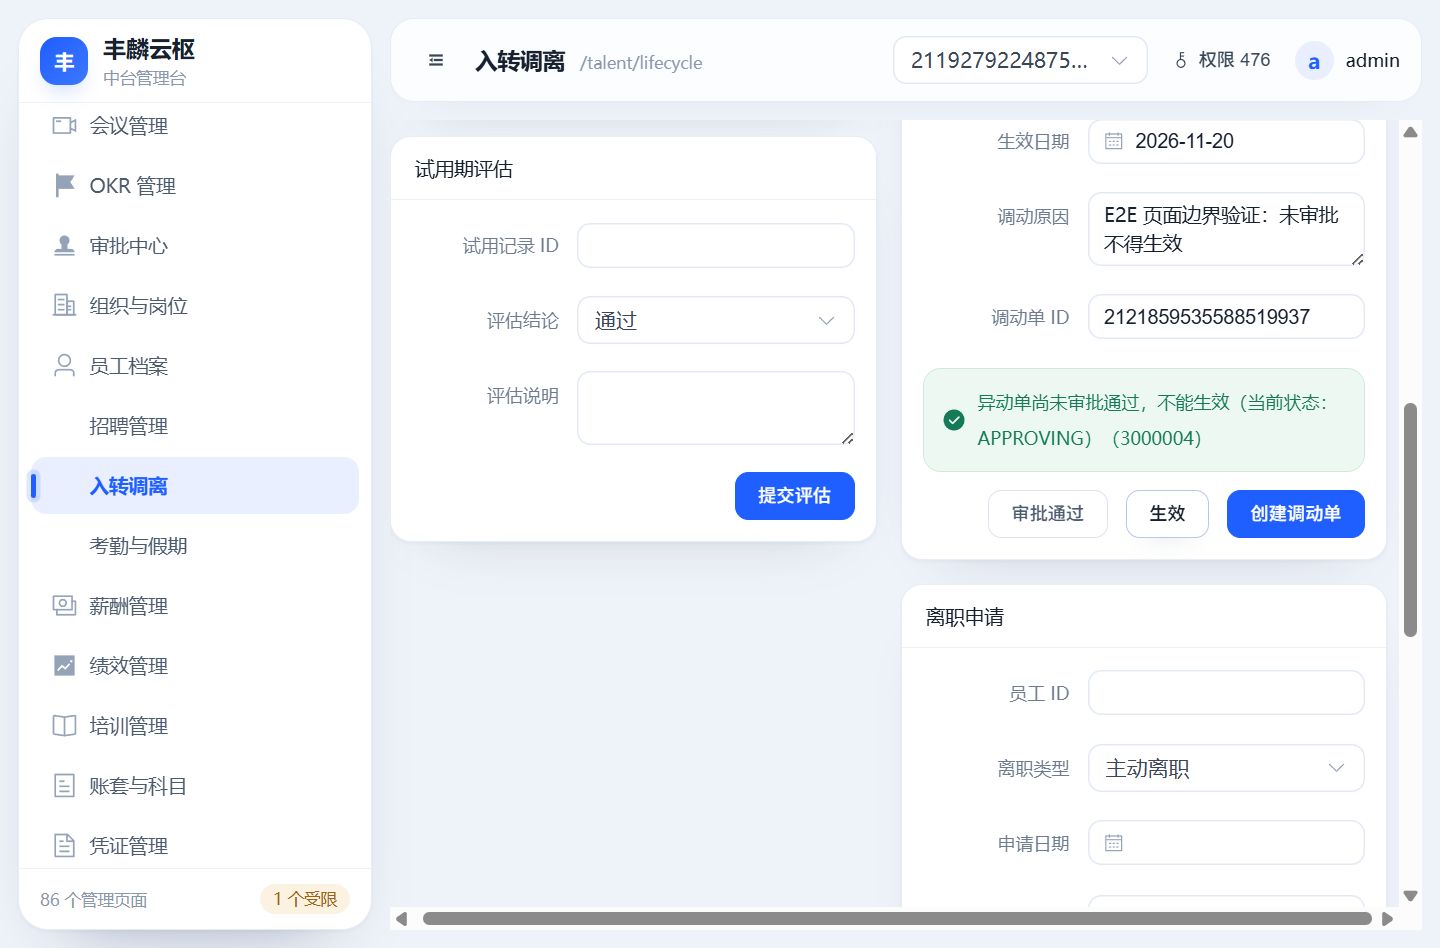 丰
丰麟云枢
中台管理台
会议管理
OKR 管理
审批中心
组织与岗位
员工档案
招聘管理
入转调离
考勤与假期
薪酬管理
绩效管理
培训管理
账套与科目
凭证管理
86 个管理页面
1 个受限
入转调离
/talent/lifecycle
2119279224875...
权限 476
a
admin
试用期评估
试用记录 ID
评估结论
通过
评估说明
提交评估
生效日期
2026-11-20
调动原因
E2E 页面边界验证：未审批
不得生效
调动单 ID
2121859535588519937
异动单尚未审批通过，不能生效（当前状态：
APPROVING）（3000004）
审批通过
生效
创建调动单
离职申请
员工 ID
离职类型
主动离职
申请日期